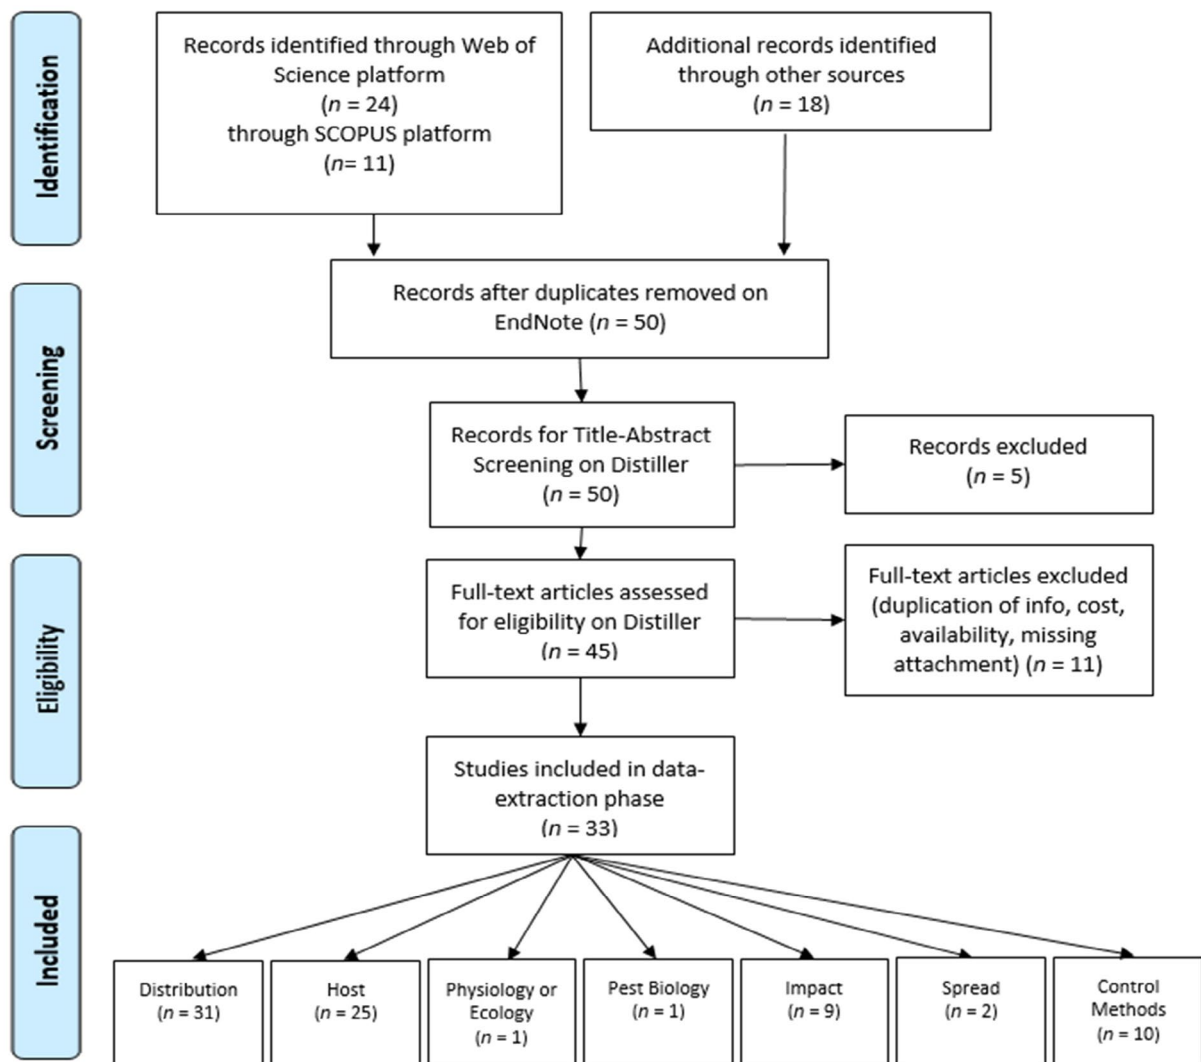 Identification
Records identified through Web of
Science platform
(n = 24)
through SCOPUS platform
(n= 11)
Additional records identified
through other sources
(n = 18)
Screening
Records after duplicates removed on
EndNote (n = 50)
Records for Title-Abstract
Screening on Distiller
(n = 50)
Records excluded
(n = 5)
Eligibility
Full-text articles assessed
for eligibility on Distiller
(n = 45)
Full-text articles excluded
(duplication of info, cost,
availability, missing
attachment) (n = 11)
Studies included in data-
extraction phase
(n = 33)
Included
Distribution
(n = 31)
Host
(n = 25)
Physiology or
Ecology
(n = 1)
Pest Biology
(n = 1)
Impact
(n = 9)
Spread
(n = 2)
Control
Methods
(n = 10)